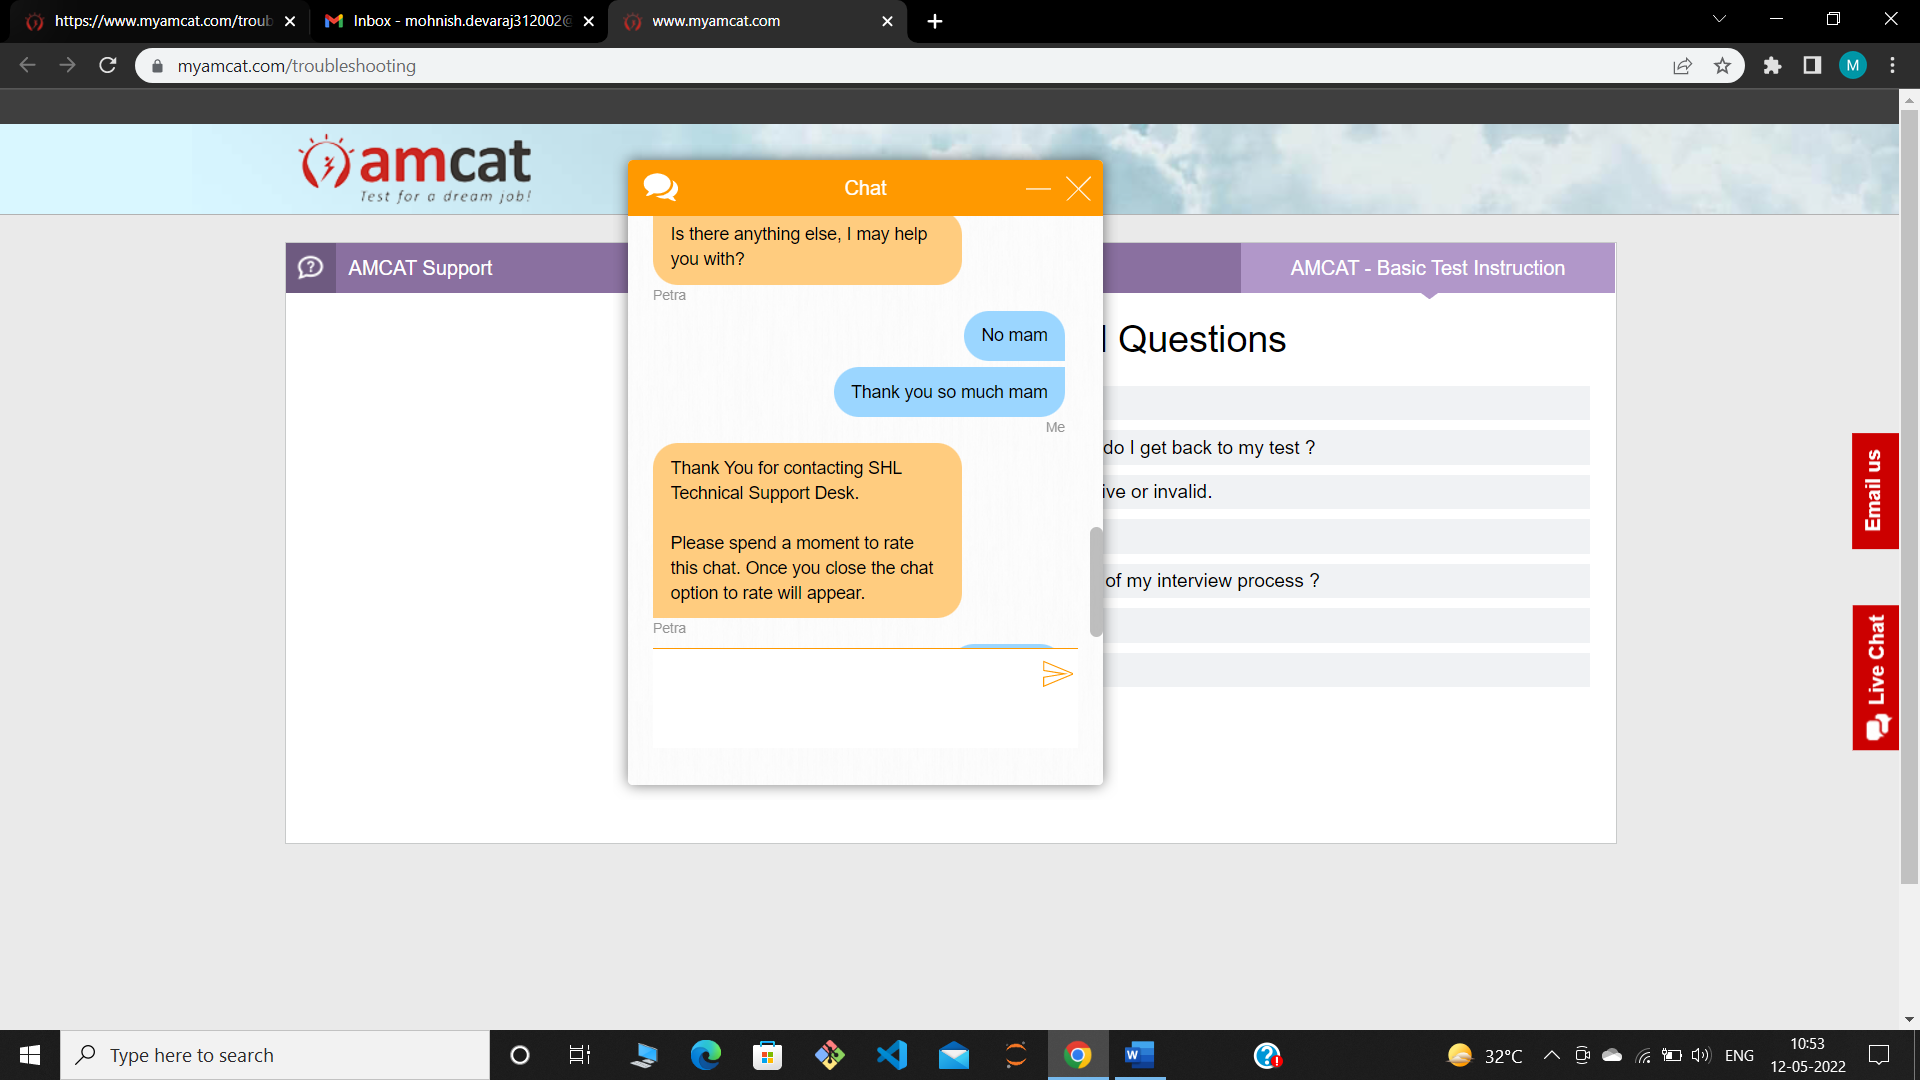 https://www.myamcat.com/troub
Inbox - mohnish.devaraj312002@
www.myamcat.com
myamcat.com/troubleshooting
M
amcat
Test for a dream job!
Chat
AMCAT Support
AMCAT - Basic Test Instruction
Is there anything else, I may help
you with?
Petra
No mam
Questions
Thank you so much mam
Me
do I get back to my test ?
Thank You for contacting SHL
Technical Support Desk.
ive or invalid.
Please spend a moment to rate
this chat. Once you close the chat
option to rate will appear.
of my interview process ?
Petra
Email us
Live Chat
Type here to search
W
32°C
ENG
10:53
12-05-2022